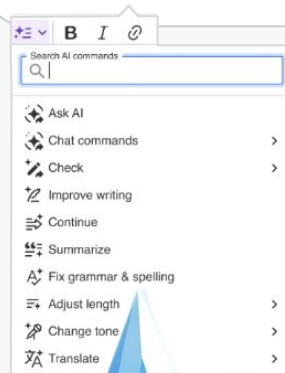 B I
Search AI commands
Ask AI
Chat commands
Check
Improve writing
Continue
Summarize
Fix grammar & spelling
Adjust length
Change tone
Translate